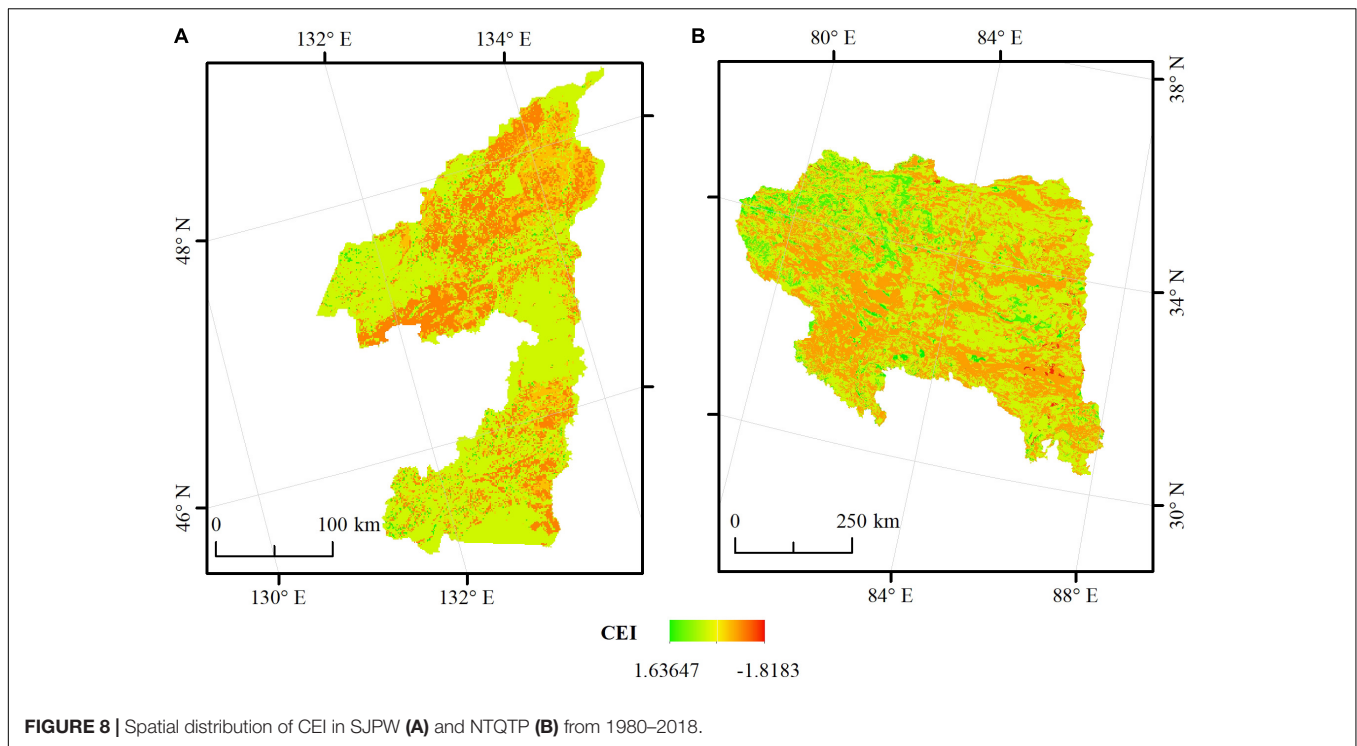 A
132° E
134° E
48° N
46° N
0
100 km
130° E
132° E
B
80° E
84° E
38° N
34° N
30° N
0
250 km
84° E
88° E
CEI
1.63647
-1.8183
FIGURE 8 | Spatial distribution of CEI in SJPW (A) and NTQTP (B) from 1980–2018.